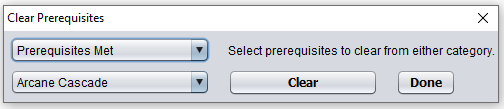 Clear Prerequisites
Prerequisites Met
Select prerequisites to clear from either category.
Arcane Cascade
Clear
Done